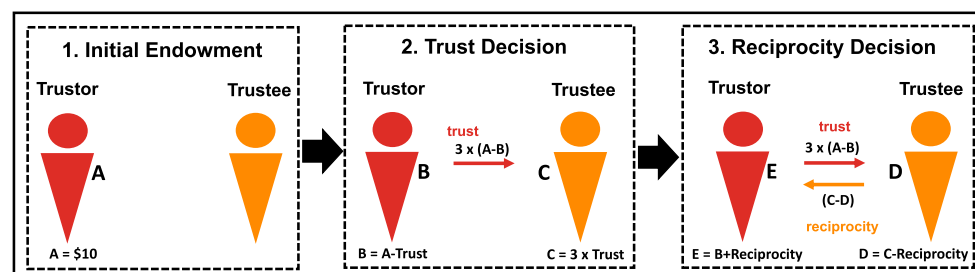 1. Initial Endowment
Trustor
Trustee
A
A = $10
2. Trust Decision
Trustor
Trustee
trust
3 x (A-B)
B
C
B = A-Trust
C = 3 x Trust
3. Reciprocity Decision
Trustor
Trustee
trust
3 x (A-B)
E
D
(C-D)
reciprocity
E = B+Reciprocity
D = C-Reciprocity